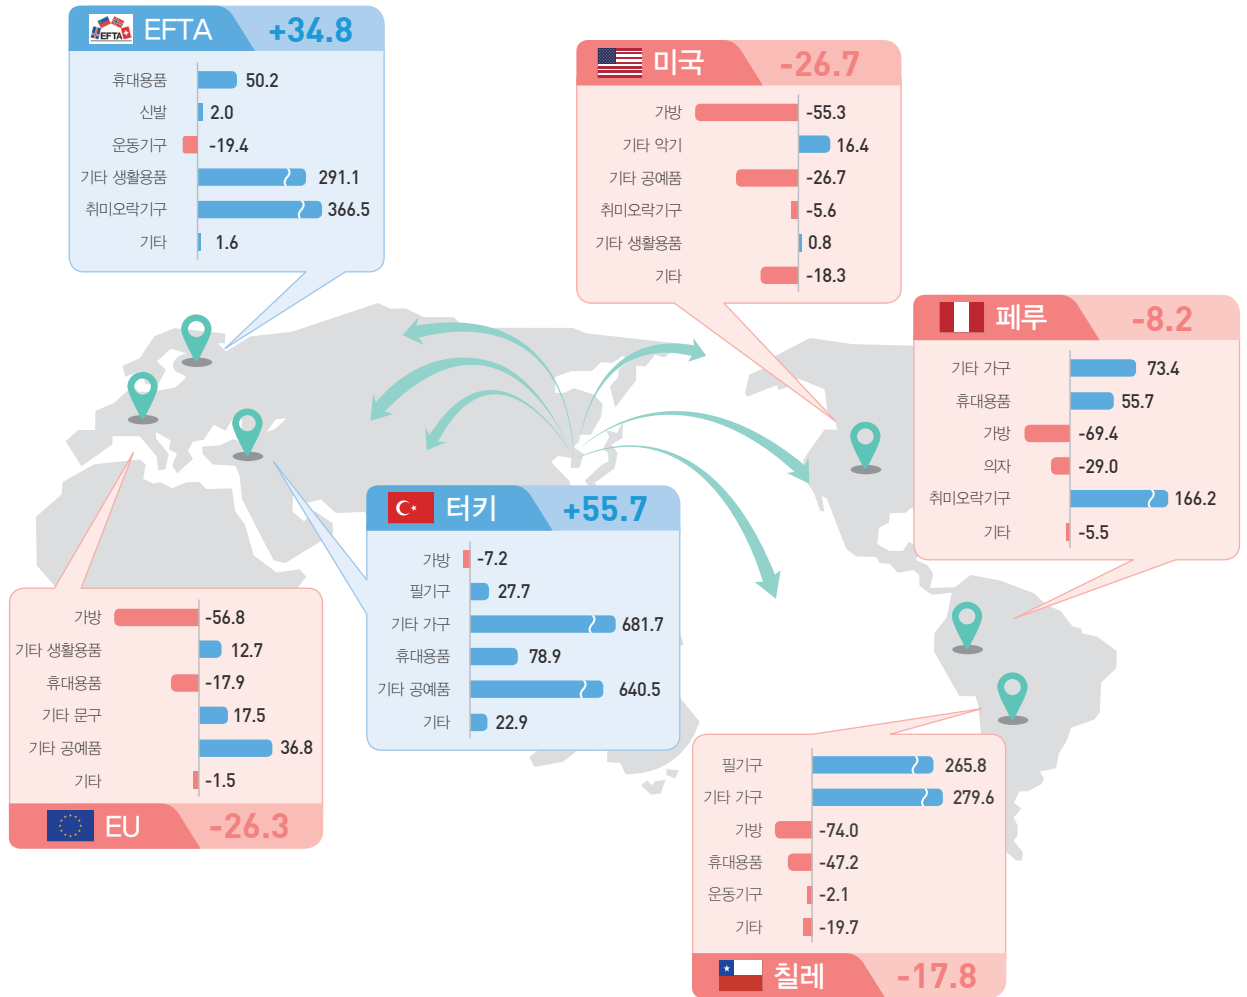 EFTA EFTA +34.8
휴대용품 50.2
신발 2.0
운동기구 -19.4
기타 생활용품 291.1
취미오락기구 366.5
기타 1.6
미국 -26.7
가방 -55.3
기타 악기 16.4
기타 공예품 -26.7
취미오락기구 -5.6
기타 생활용품 0.8
기타 -18.3
페루 -8.2
기타 가구 73.4
휴대용품 55.7
가방 -69.4
의자 -29.0
취미오락기구 166.2
기타 -5.5
터키 +55.7
가방 -7.2
필기구 27.7
기타 가구 681.7
휴대용품 78.9
기타 공예품 640.5
기타 22.9
가방 -56.8
기타 생활용품 12.7
휴대용품 -17.9
기타 문구 17.5
기타 공예품 36.8
기타 -1.5
EU -26.3
필기구 265.8
기타 가구 279.6
가방 -74.0
휴대용품 -47.2
운동기구 -2.1
기타 -19.7
칠레 -17.8